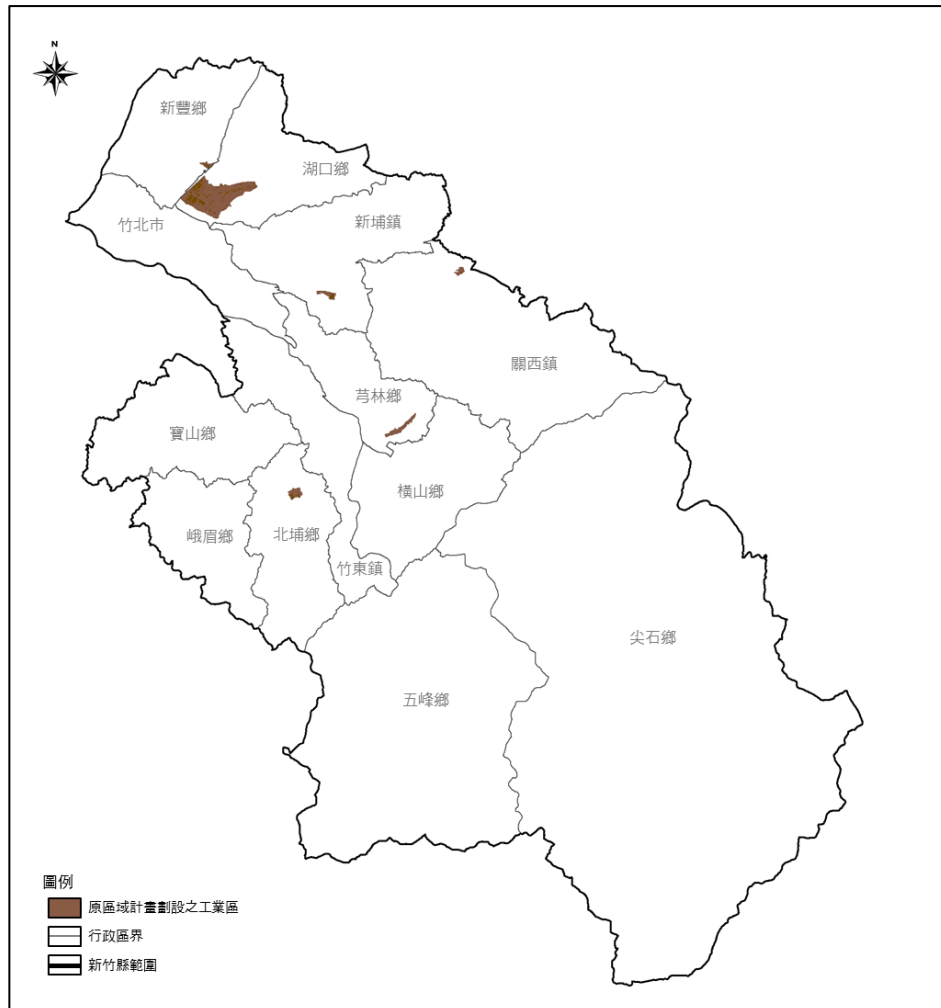 N
新豐鄉
湖口鄉
竹北市
新埔鎮
關西鎮
芎林鄉
寶山鄉
橫山鄉
峨眉鄉
北埔鄉
竹東鎮
尖石鄉
五峰鄉
圖例
原區域計畫劃設之工業區
行政區界
新竹縣範圍